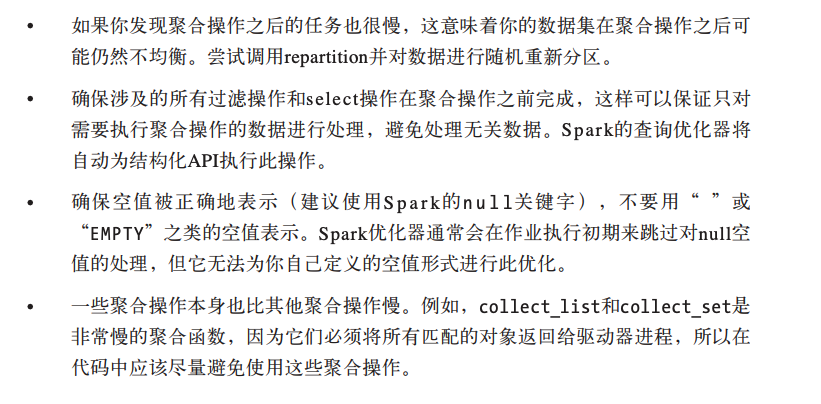 • 如果你发现聚合操作之后的任务也很慢，这意味着你的数据集在聚合操作之后可
能仍然不均衡。尝试调用repartition并对数据进行随机重新分区。
• 确保涉及的所有过滤操作和select操作在聚合操作之前完成，这样可以保证只对
需要执行聚合操作的数据进行处理，避免处理无关数据。Spark的查询优化器将
自动为结构化API执行此操作。
• 确保空值被正确地表示（建议使用Spark的null关键字），不要用“ ”或
“EMPTY”之类的空值表示。Spark优化器通常会在作业执行初期来跳过对null空
值的处理，但它无法为你自己定义的空值形式进行此优化。
• 一些聚合操作本身也比其他聚合操作慢。例如，collect_list和collect_set是
非常慢的聚合函数，因为它们必须将所有匹配的对象返回给驱动器进程，所以在
代码中应该尽量避免使用这些聚合操作。